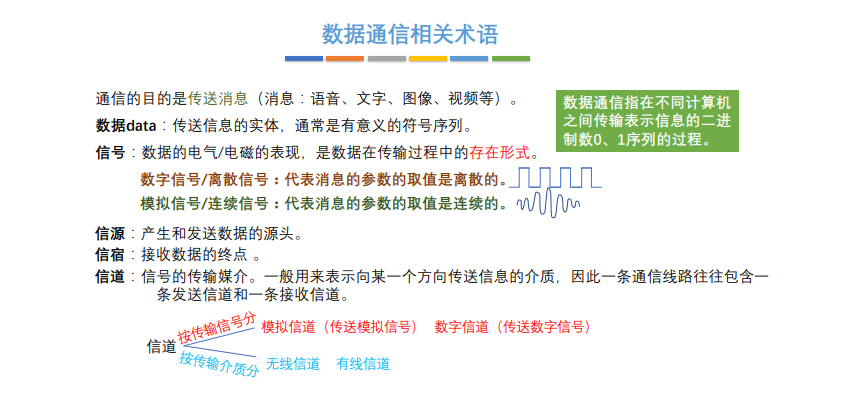 数据通信相关术语
通信的目的是传送消息（消息：语音、文字、图像、视频等）。
数据data：传送信息的实体，通常是有意义的符号序列。
信号：数据的电气/电磁的表现，是数据在传输过程中的存在形式。
数字信号/离散信号：代表消息的参数的取值是离散的。
模拟信号/连续信号：代表消息的参数的取值是连续的。
数据通信指在不同计算机
之间传输表示信息的二进
制数0、1序列的过程。
信源：产生和发送数据的源头。
信宿：接收数据的终点 。
信道：信号的传输媒介。一般用来表示向某一个方向传送信息的介质，因此一条通信线路往往包含一
条发送信道和一条接收信道。
信道
按传输信号分
模拟信道（传送模拟信号） 数字信道（传送数字信号）
按传输介质分
无线信道 有线信道